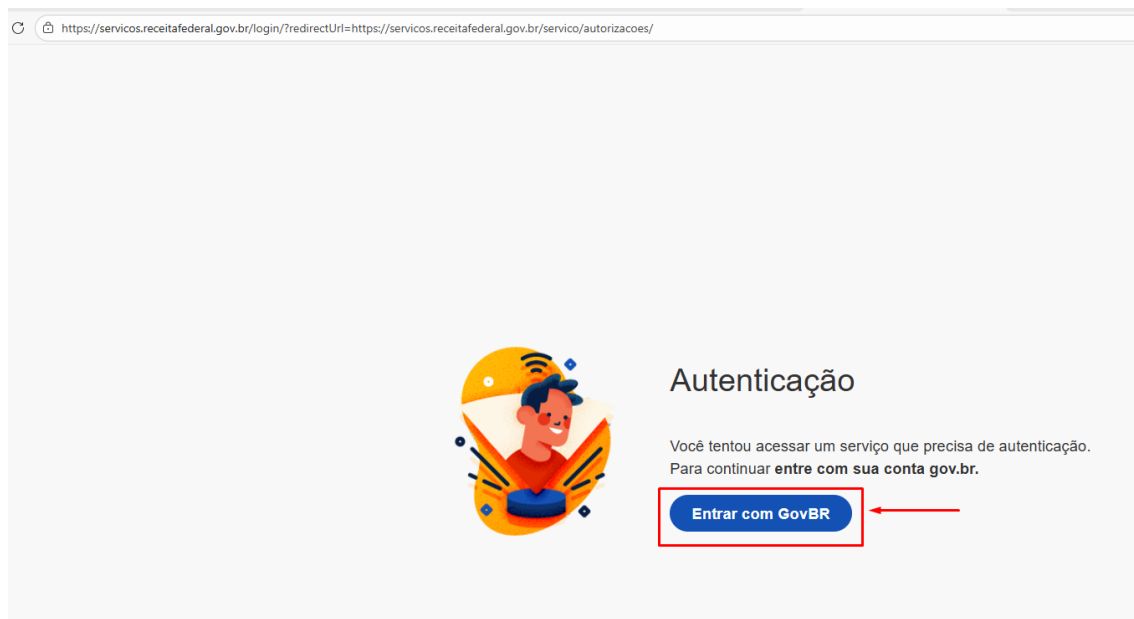 https://servicos.receitafederal.gov.br/login/?redirectUrl=https://servicos.receitafederal.gov.br/servico/autorizacoes/
Autenticação
Você tentou acessar um serviço que precisa de autenticação.
Para continuar entre com sua conta gov.br.
Entrar com GovBR